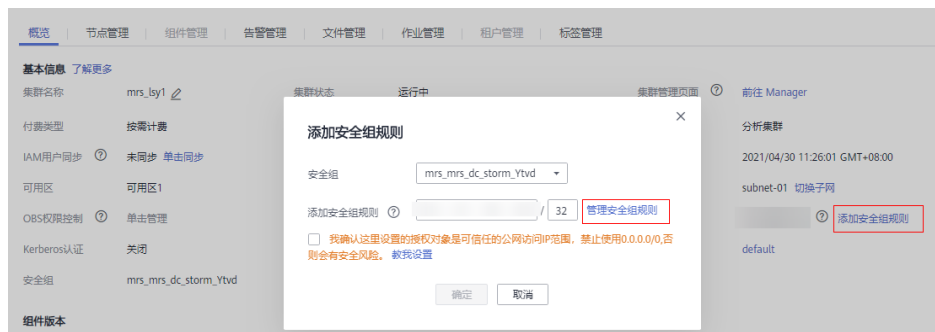 概览 节点管理 组件管理 告警管理 文件管理 作业管理 租户管理 标签管理
基本信息 了解更多
集群名称 mrs_lsy1 集群状态 运行中 集群管理页面 ? 前往 Manager
付费类型 按需计费 分析集群
IAM用户同步 ? 未同步 单击同步 2021/04/30 11:26:01 GMT+08:00
可用区 可用区1 subnet-01 切换子网
OBS权限控制 ? 单击管理 ? 添加安全组规则
Kerberos认证 关闭 default
安全组 mrs_mrs_dc_storm_Ytvd
组件版本
添加安全组规则
安全组 mrs_mrs_dc_storm_Ytvd
添加安全组规则 ? / 32 管理安全组规则
我确认这里设置的授权对象是可信任的公网访问IP范围，禁止使用0.0.0.0/0,否
则会有安全风险。 教我设置
确定 取消